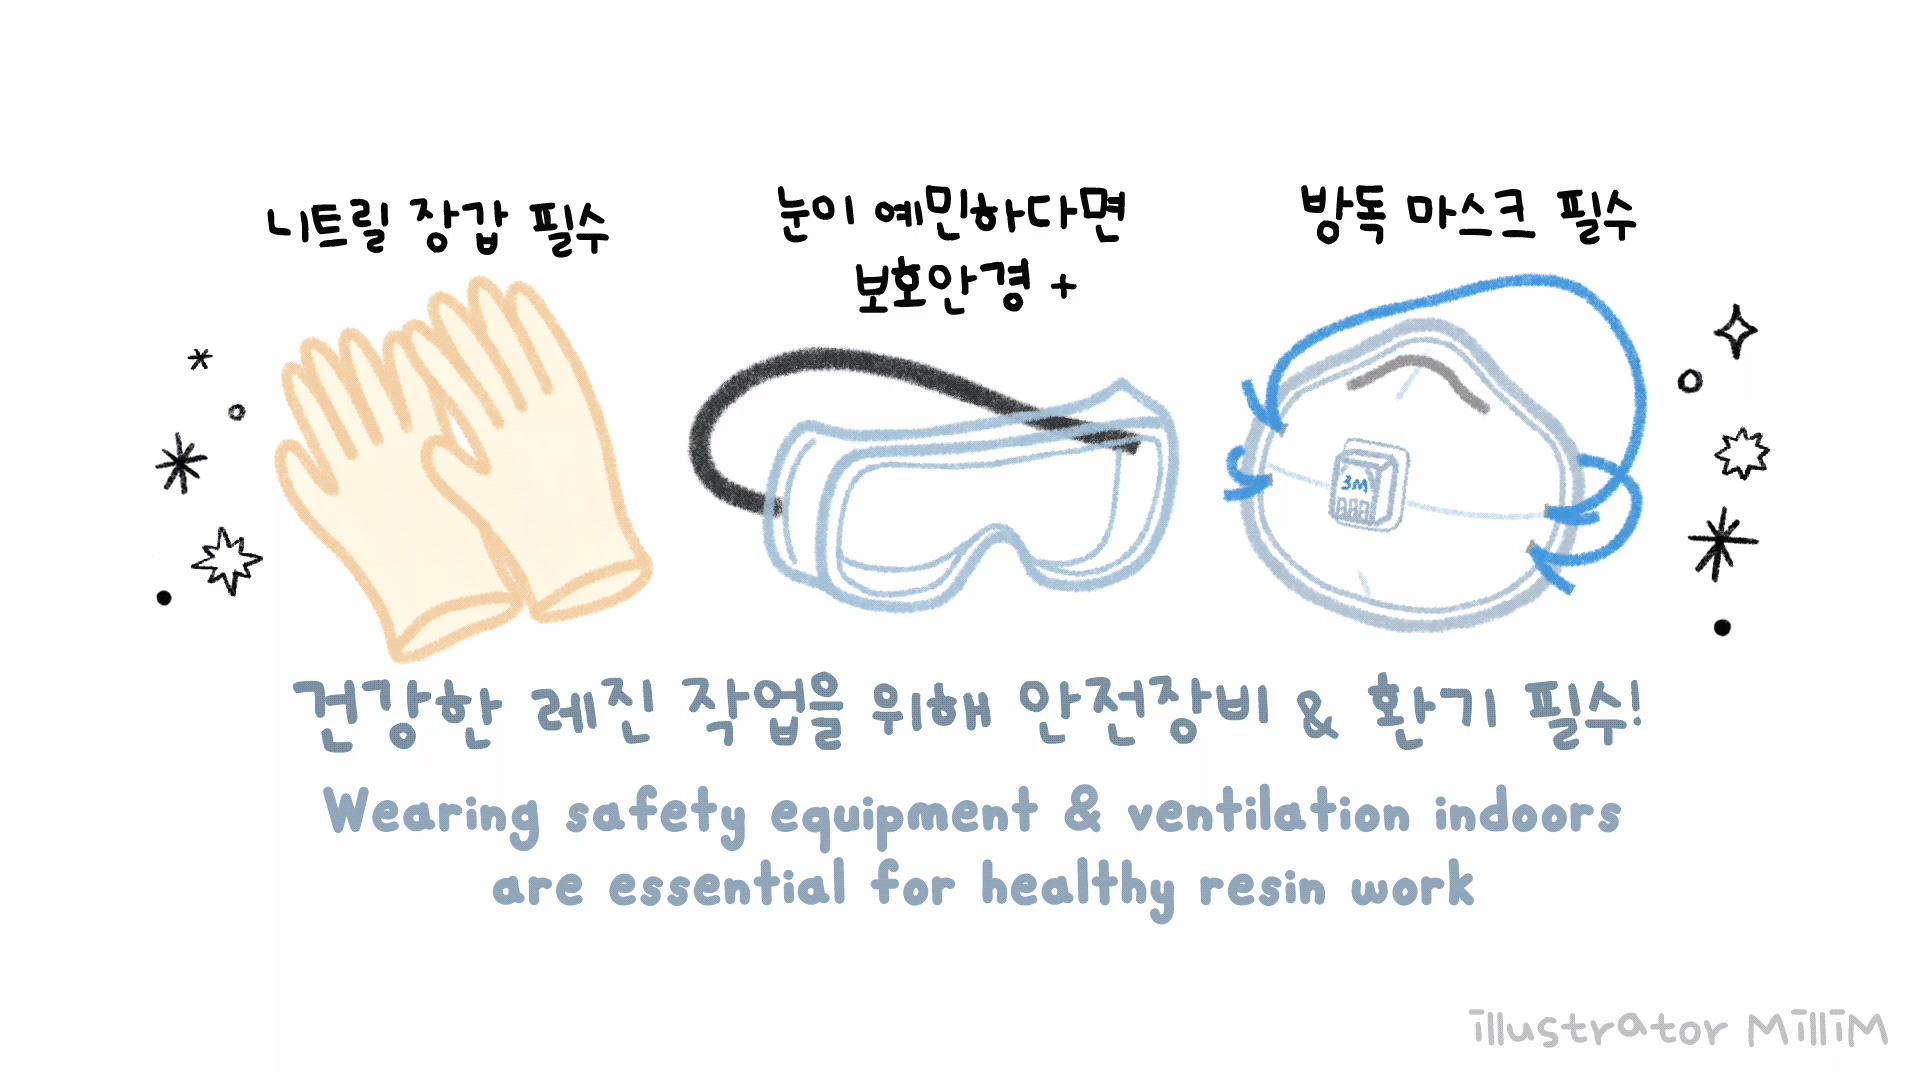 니트릴 장갑 필수
눈이 예민하다면
보호안경 +
방독 마스크 필수
3M
건강한 레진 작업을 위해 안전장비 & 환기 필수!
Wearing safety equipment & ventilation indoors
are essential for healthy resin work
illustrator MilliM